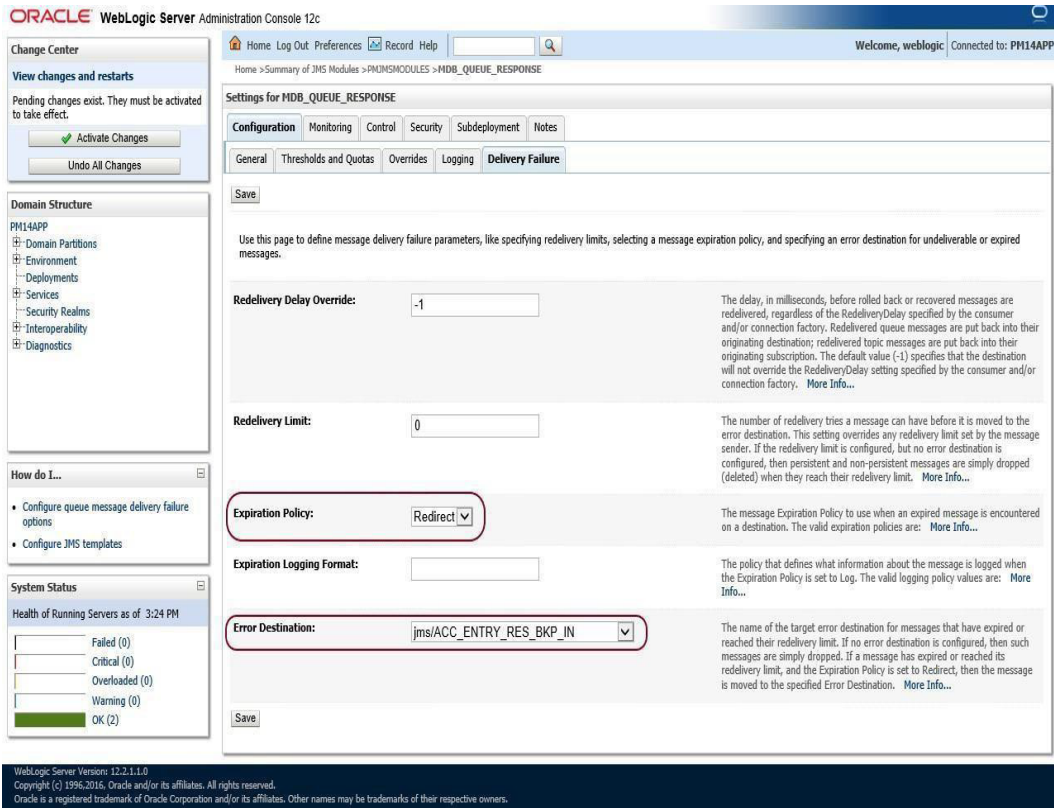 ORACLE WebLogic Server Administration Console 12c
Change Center
View changes and restarts
Pending changes exist. They must be activated
to take effect.
Activate Changes
Undo All Changes
Domain Structure
PM14APP
Domain Partitions
Environment
Deployments
Services
Security Realms
Interoperability
Diagnostics
How do I...
Configure queue message delivery failure
options
Configure JMS templates
System Status
Health of Running Servers as of 3:24 PM
Failed (0)
Critical (0)
Overloaded (0)
Warning (0)
OK (2)
Home Log Out Preferences Record Help
Welcome, weblogic Connected to: PM14APP
Home >Summary of JMS Modules >PMJMSMODULES >MDB_QUEUE_RESPONSE
Settings for MDB_QUEUE_RESPONSE
Configuration Monitoring Control Security Subdeployment Notes
General Thresholds and Quotas Overrides Logging Delivery Failure
Save
Use this page to define message delivery failure parameters, like specifying redelivery limits, selecting a message expiration policy, and specifying an error destination for undeliverable or expired
messages.
Redelivery Delay Override:
-1
The delay, in milliseconds, before rolled back or recovered messages are
redelivered, regardless of the RedeliveryDelay specified by the consumer
and/or connection factory. Redelivered queue messages are put back into their
originating destination; redelivered topic messages are put back into their
originating subscription. The default value (-1) specifies that the destination
will not override the RedeliveryDelay setting specified by the consumer and/or
connection factory. More Info...
Redelivery Limit:
0
The number of redelivery tries a message can have before it is moved to the
error destination. This setting overrides any redelivery limit set by the message
sender. If the redelivery limit is configured, but no error destination is
configured, then persistent and non-persistent messages are simply dropped
(deleted) when they reach their redelivery limit. More Info...
Expiration Policy:
Redirect
The message Expiration Policy to use when an expired message is encountered
on a destination. The valid expiration policies are: More Info...
Expiration Logging Format:
The policy that defines what information about the message is logged when
the Expiration Policy is set to Log. The valid logging policy values are: More
Info...
Error Destination:
jms/ACC_ENTRY_RES_BKP_IN
The name of the target error destination for messages that have expired or
reached their redelivery limit. If no error destination is configured, then such
messages are simply dropped. If a message has expired or reached its
redelivery limit, and the Expiration Policy is set to Redirect, then the message
is moved to the specified Error Destination. More Info...
Save
WebLogic Server Version: 12.2.1.1.0
Copyright (c) 1996,2016, Oracle and/or its affiliates. All rights reserved.
Oracle is a registered trademark of Oracle Corporation and/or its affiliates. Other names may be trademarks of their respective owners.